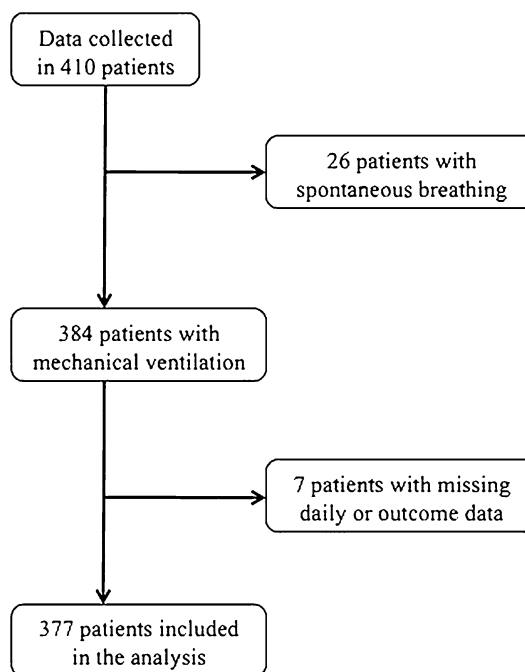 Data collected
in 410 patients
26 patients with
spontaneous breathing
384 patients with
mechanical ventilation
7 patients with missing
daily or outcome data
377 patients included
in the analysis